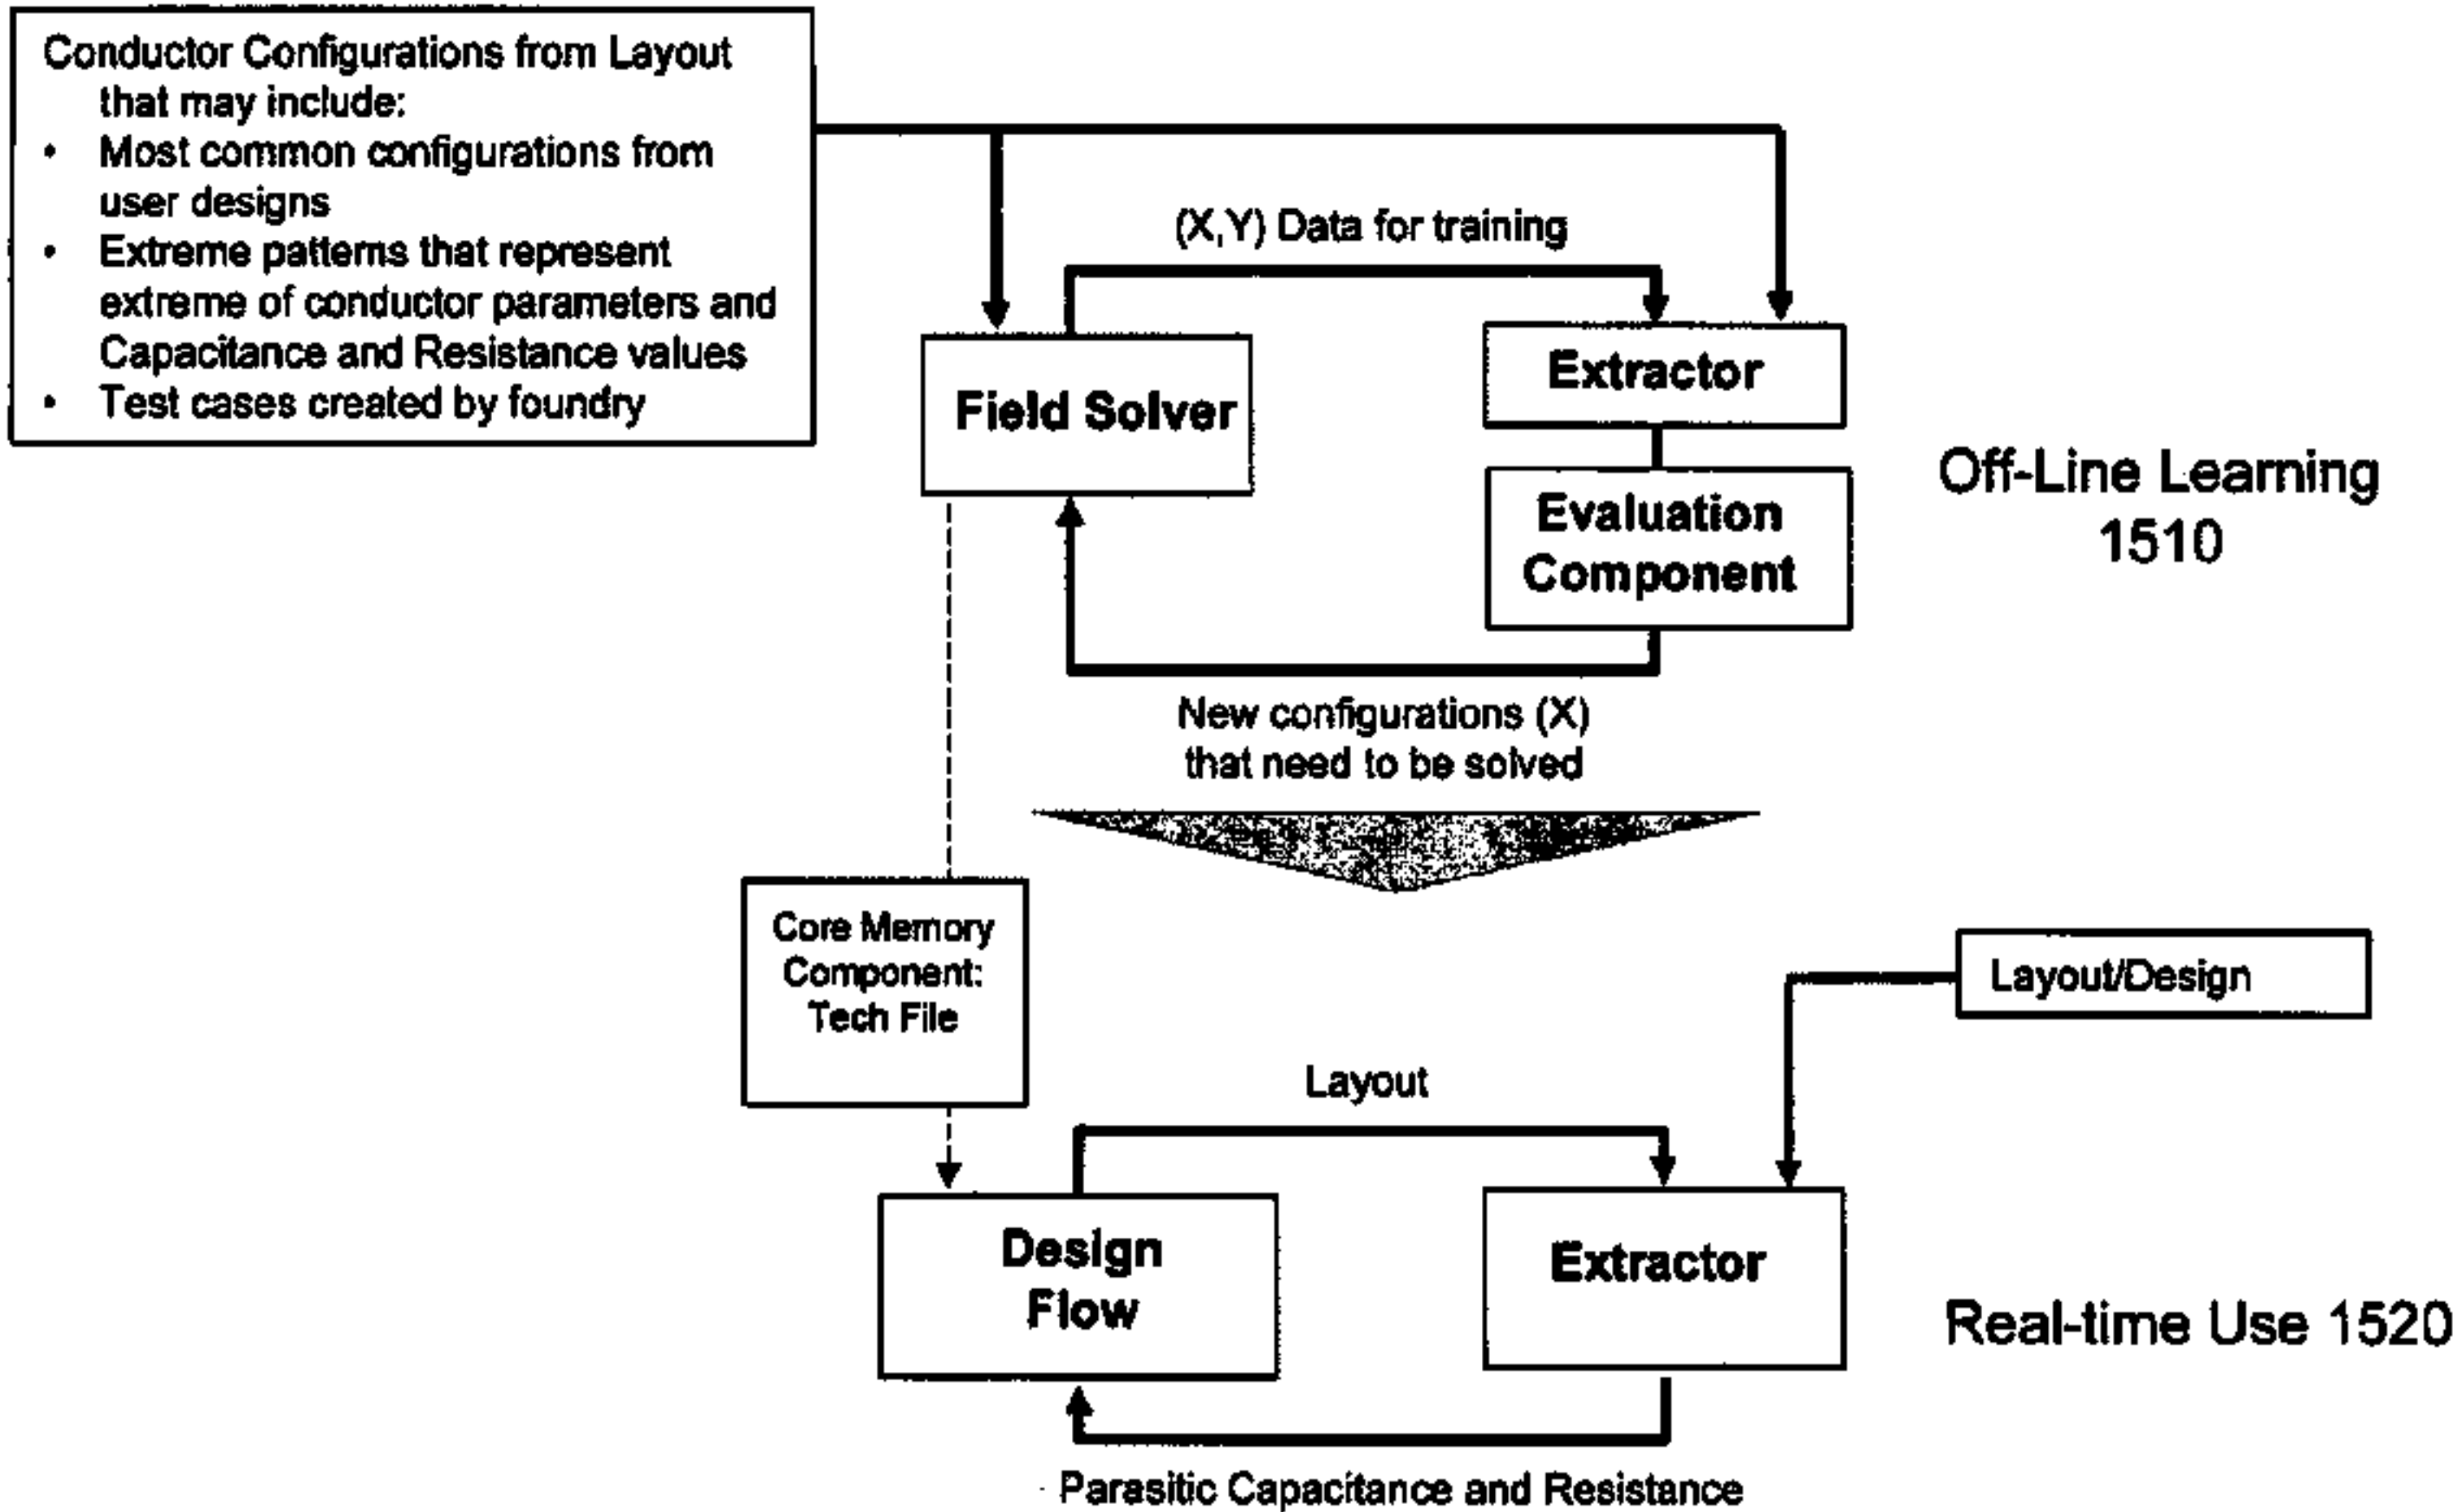 Conductor Configurations from Layout
that may include:
• Most common configurations from
user designs
• Extreme patterns that represent
extreme of conductor parameters and
Capacitance and Resistance values
• Test cases created by foundry
(X,Y) Data for training
Field Solver
Extractor
Evaluation
Component
Off-Line Learning
1510
New configurations (X)
that need to be solved
Core Memory
Component:
Tech File
Layout/Design
Layout
Design
Flow
Extractor
Real-time Use 1520
Parasitic Capacitance and Resistance